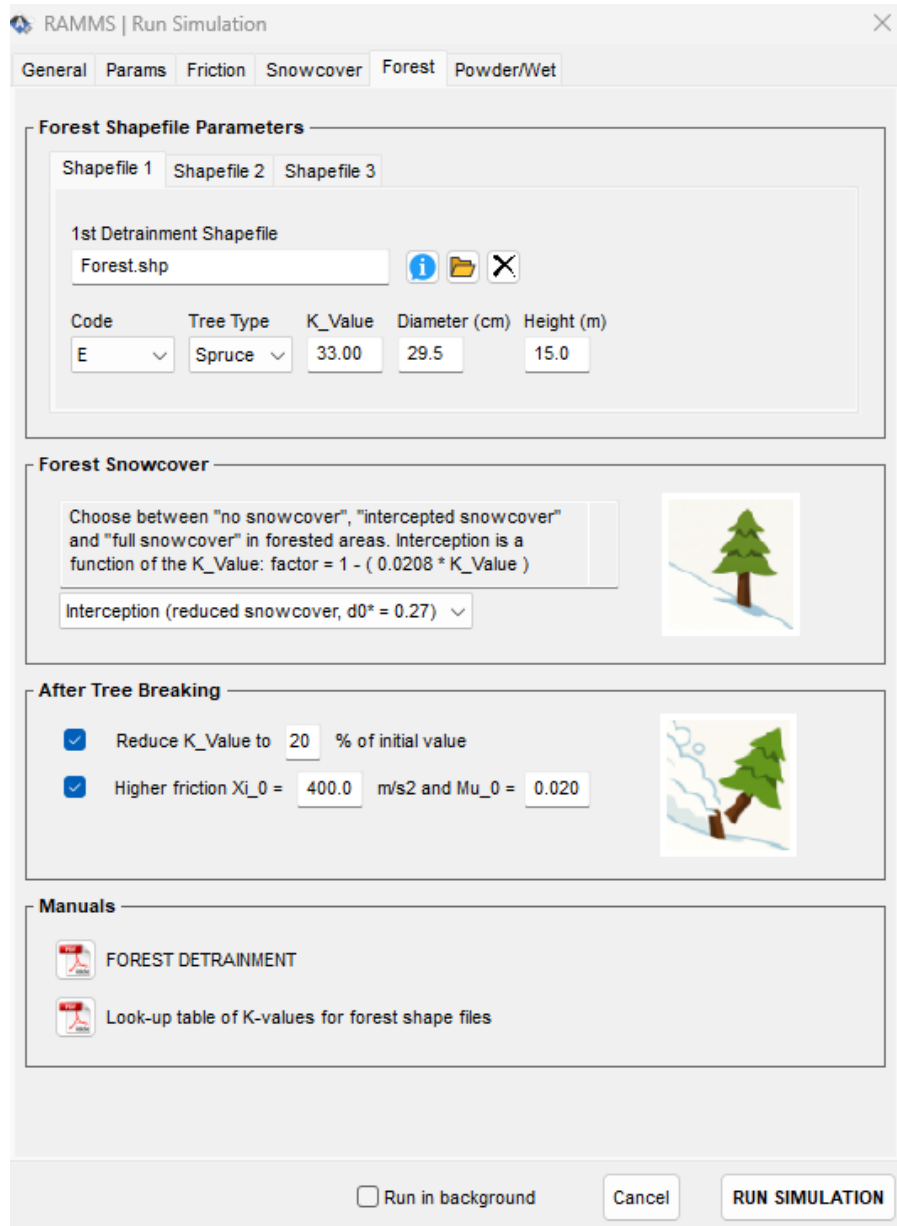 RAMMS | Run Simulation
General Params Friction Snowcover Forest Powder/Wet
Forest Shapefile Parameters
Shapefile 1 Shapefile 2 Shapefile 3
1st Detrainment Shapefile
Forest.shp
Code Tree Type K_Value Diameter (cm) Height (m)
E Spruce 33.00 29.5 15.0
Forest Snowcover
Choose between "no snowcover", "intercepted snowcover"
and "full snowcover" in forested areas. Interception is a
function of the K_Value: factor = 1 - ( 0.0208 * K_Value )
Interception (reduced snowcover, d0* = 0.27)
After Tree Breaking
Reduce K_Value to 20 % of initial value
Higher friction Xi_0 = 400.0 m/s2 and Mu_0 = 0.020
Manuals
FOREST DETRAINMENT
Look-up table of K-values for forest shape files
Run in background Cancel RUN SIMULATION